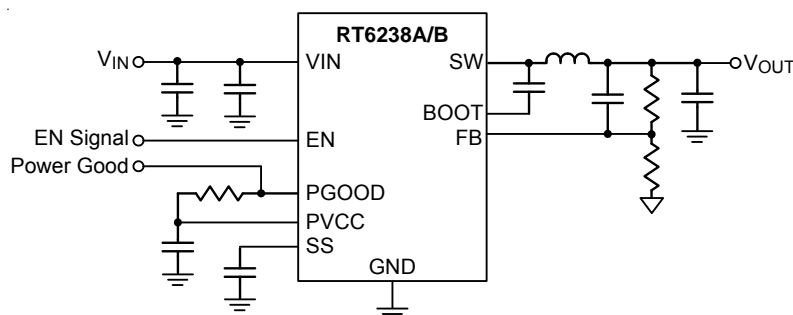 RT6238A/B
VIN
VIN
SW
VOUT
BOOT
EN Signal
EN
FB
Power Good
PGOOD
PVCC
SS
GND